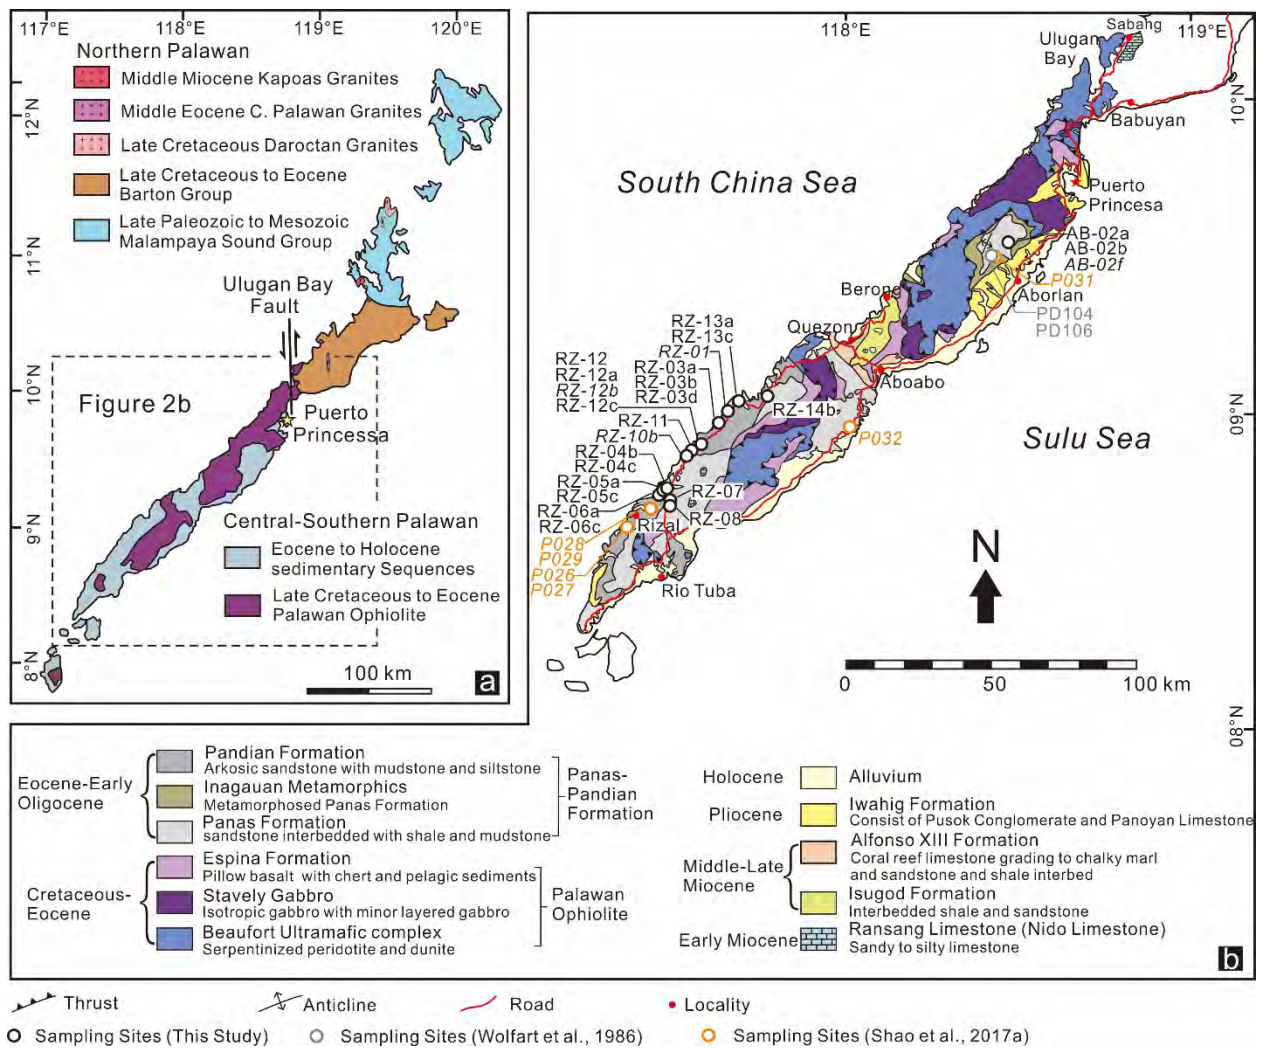 117°E
118°E
119°E
120°E
Northern Palawan
Middle Miocene Kapoas Granites
Middle Eocene C. Palawan Granites
Late Cretaceous Daroctan Granites
Late Cretaceous to Eocene
Barton Group
Late Paleozoic to Mesozoic
Malampaya Sound Group
12°N
11°N
10°N
9°N
8°N
Ulugan Bay
Fault
Figure 2b
Puerto
Princessa
Central-Southern Palawan
Eocene to Holocene
sedimentary Sequences
Late Cretaceous to Eocene
Palawan Ophiolite
100 km
a
118°E
119°E
10°N
09°N
08°N
Sabang
Ulugan
Bay
Babuyan
South China Sea
Puerto
Princesa
AB-02a
AB-02b
AB-02f
P031
Aborlan
PD104
PD106
Berong
Quezon
Aboabo
RZ-13a
RZ-13c
RZ-01
RZ-03a
RZ-03b
RZ-03d
RZ-12
RZ-12a
RZ-12b
RZ-12c
RZ-14b
RZ-11
RZ-10b
RZ-04b
RZ-04c
RZ-05a
RZ-05c
RZ-06a
RZ-06c
RZ-07
RZ-08
P032
Sulu Sea
Rizal
P028
P029
P026
P027
Rio Tuba
N
0
50
100 km
Eocene-Early
Oligocene
Pandian Formation
Arkosic sandstone with mudstone and siltstone
Inagauan Metamorphics
Metamorphosed Panas Formation
Panas Formation
sandstone interbedded with shale and mudstone
Panas-
Pandian
Formation
Cretaceous-
Eocene
Espina Formation
Pillow basalt with chert and pelagic sediments
Stavely Gabbro
Isotropic gabbro with minor layered gabbro
Beaufort Ultramafic complex
Serpentinized peridotite and dunite
Palawan
Ophiolite
Holocene
Alluvium
Pliocene
Iwahig Formation
Consist of Pusok Conglomerate and Panoyan Limestone
Middle-Late
Miocene
Alfonso XIII Formation
Coral reef limestone grading to chalky marl
and sandstone and shale interbed
Isugod Formation
Interbedded shale and sandstone
Early Miocene
Ransang Limestone (Nido Limestone)
Sandy to silty limestone
b
Thrust
Anticline
Road
Locality
Sampling Sites (This Study)
Sampling Sites (Wolfart et al., 1986)
Sampling Sites (Shao et al., 2017a)